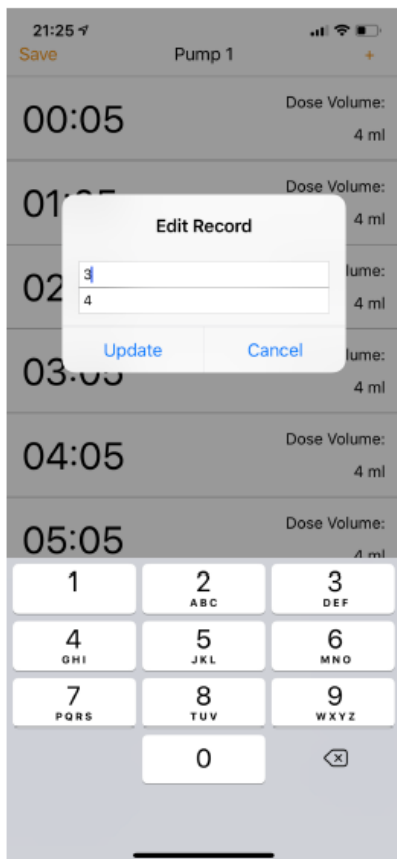 21:25
Save Pump 1 +
00:05 Dose Volume:
4 ml
Dose Volume:
4 ml
Edit Record
3
4
Update Cancel
4 ml
04:05 Dose Volume:
4 ml
05:05 Dose Volume:
4 ml
1 2 3
ABC DEF
4 5 6
GHI JKL MNO
7 8 9
PQRS TUV WXYZ
0